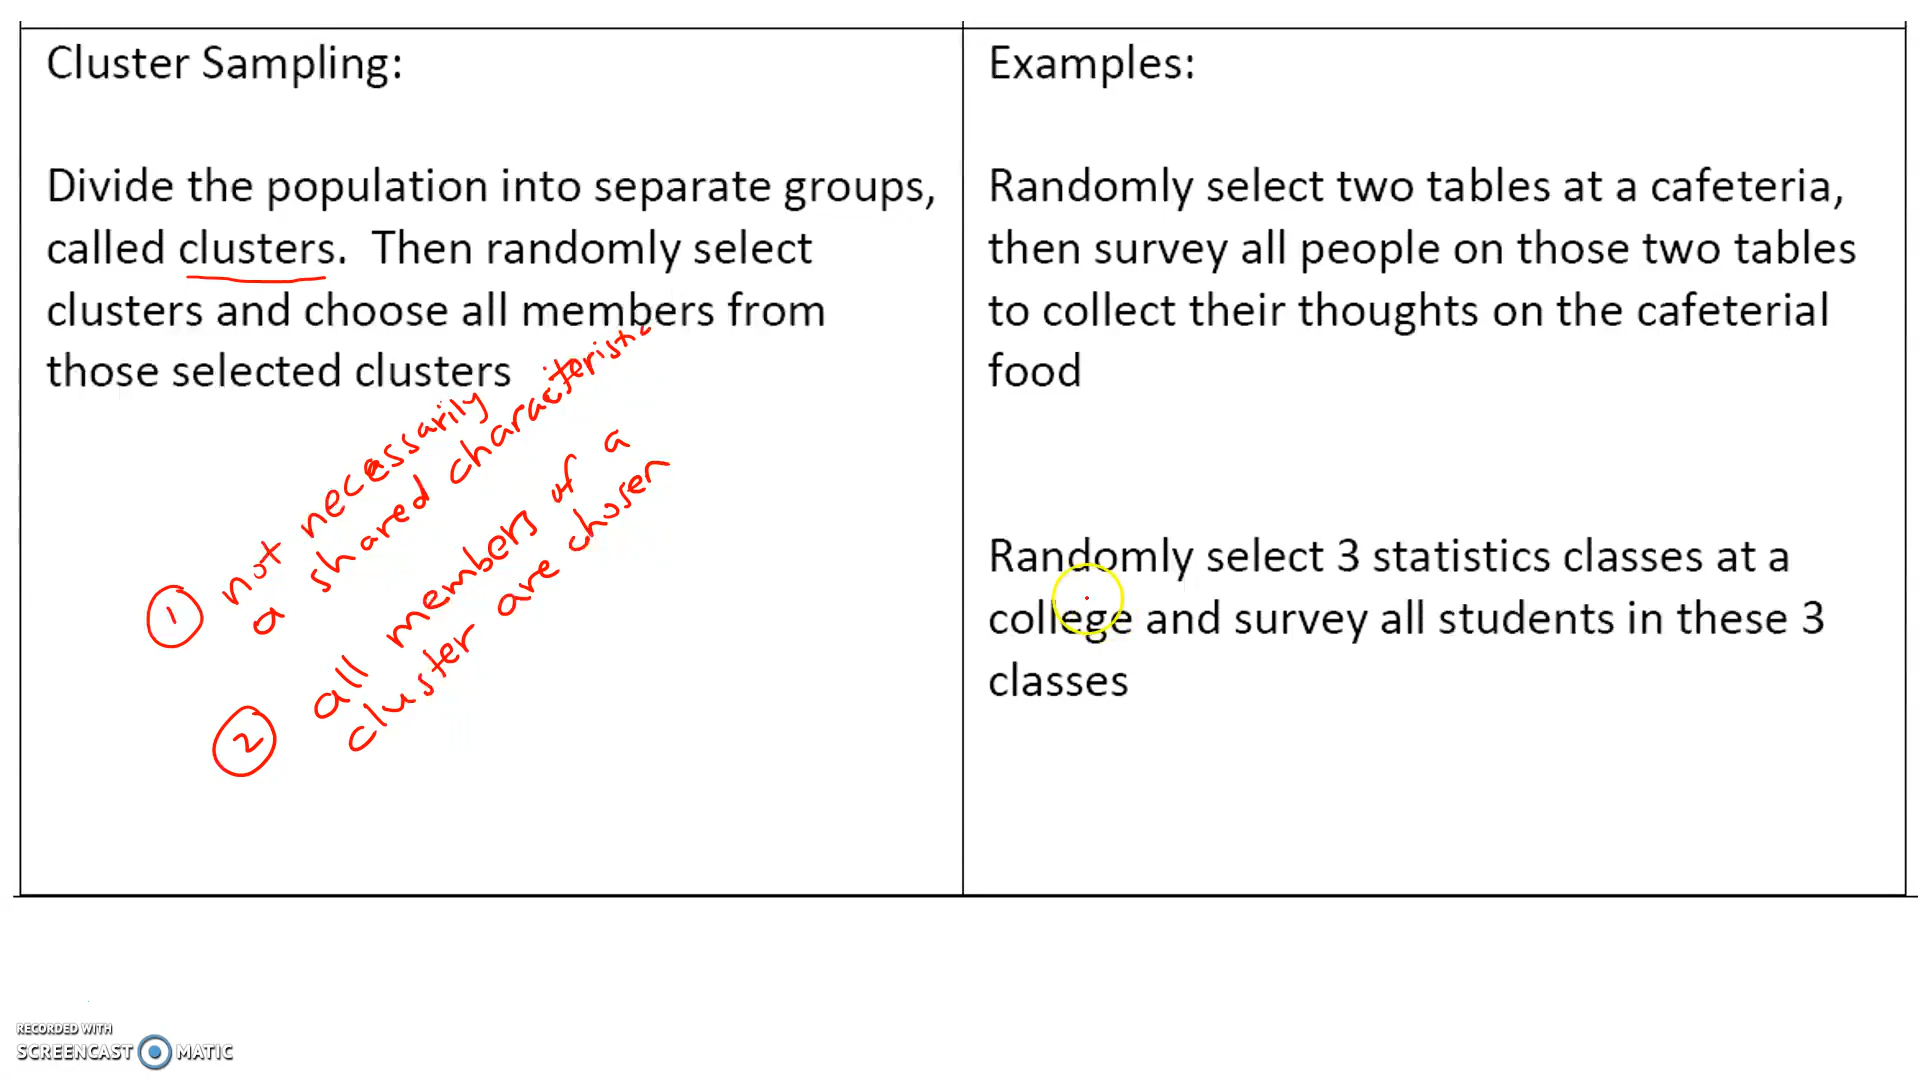 Cluster Sampling:
Divide the population into separate groups,
called clusters. Then randomly select
clusters and choose all members from
those selected clusters
① not necessarily
a shared characteristic
② all members of a
cluster are chosen
Examples:
Randomly select two tables at a cafeteria,
then survey all people on those two tables
to collect their thoughts on the cafeterial
food
Randomly select 3 statistics classes at a
college and survey all students in these 3
classes
RECORDED WITH
SCREENCAST MATIC